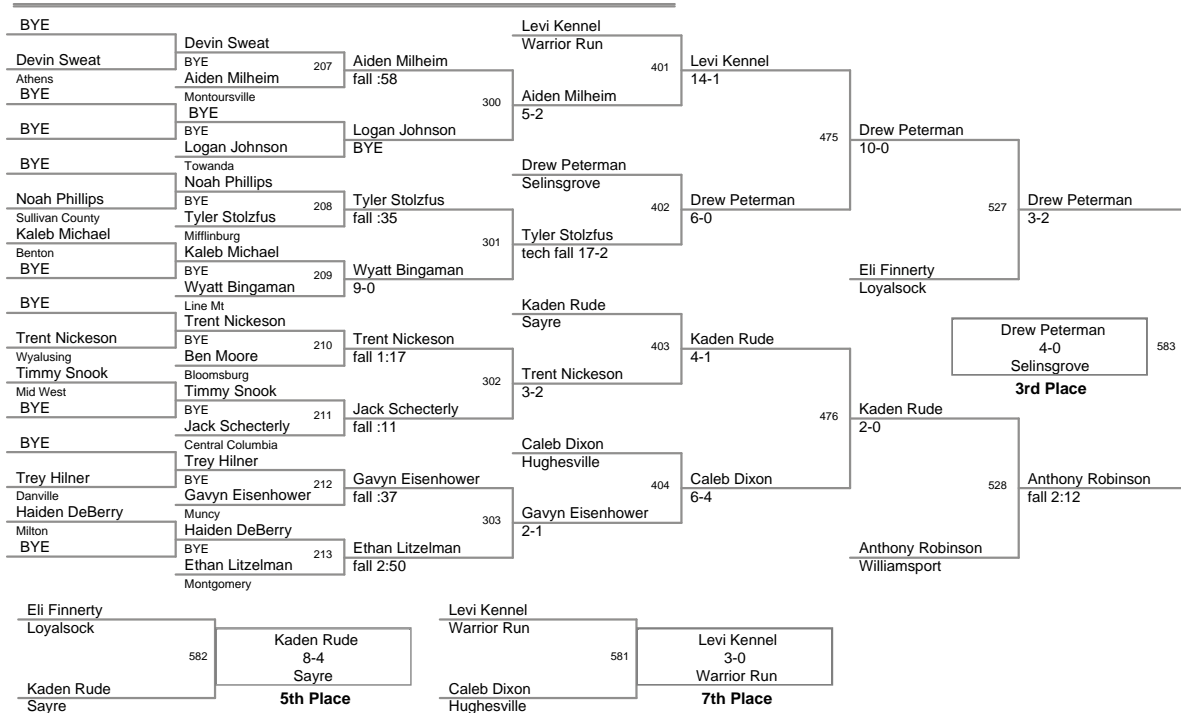 BYE
Devin Sweat
Athens
BYE
BYE
BYE
Noah Phillips
Sullivan County
Kaleb Michael
Benton
BYE
BYE
Trent Nickeson
Wyalusing
Timmy Snook
Mid West
BYE
BYE
Trey Hilner
Danville
Haiden DeBerry
Milton
BYE
Devin Sweat
BYE
207
Aiden Milheim
Montoursville
BYE
BYE
Logan Johnson
Towanda
Noah Phillips
BYE
208
Tyler Stolzfus
Mifflinburg
Kaleb Michael
BYE
209
Wyatt Bingaman
Line Mt
Trent Nickeson
BYE
210
Ben Moore
Bloomsburg
Timmy Snook
BYE
211
Jack Schecterly
Central Columbia
Trey Hilner
BYE
212
Gavyn Eisenhower
Muncy
Haiden DeBerry
BYE
213
Ethan Litzelman
Montgomery
Aiden Milheim
fall :58
300
Logan Johnson
BYE
Tyler Stolzfus
fall :35
301
Wyatt Bingaman
9-0
Trent Nickeson
fall 1:17
302
Jack Schecterly
fall :11
Gavyn Eisenhower
fall :37
303
Ethan Litzelman
fall 2:50
Levi Kennel
Warrior Run
401
Aiden Milheim
5-2
Drew Peterman
Selinsgrove
402
Tyler Stolzfus
tech fall 17-2
Kaden Rude
Sayre
403
Trent Nickeson
3-2
Caleb Dixon
Hughesville
404
Gavyn Eisenhower
2-1
Levi Kennel
14-1
475
Drew Peterman
6-0
Kaden Rude
4-1
476
Caleb Dixon
6-4
Drew Peterman
10-0
527
Eli Finnerty
Loyalsock
Kaden Rude
2-0
528
Anthony Robinson
Williamsport
Drew Peterman
3-2
Drew Peterman
4-0
Selinsgrove
583
3rd Place
Anthony Robinson
fall 2:12
Eli Finnerty
Loyalsock
582
Kaden Rude
Sayre
Kaden Rude
8-4
Sayre
5th Place
Levi Kennel
Warrior Run
581
Caleb Dixon
Hughesville
Levi Kennel
3-0
Warrior Run
7th Place